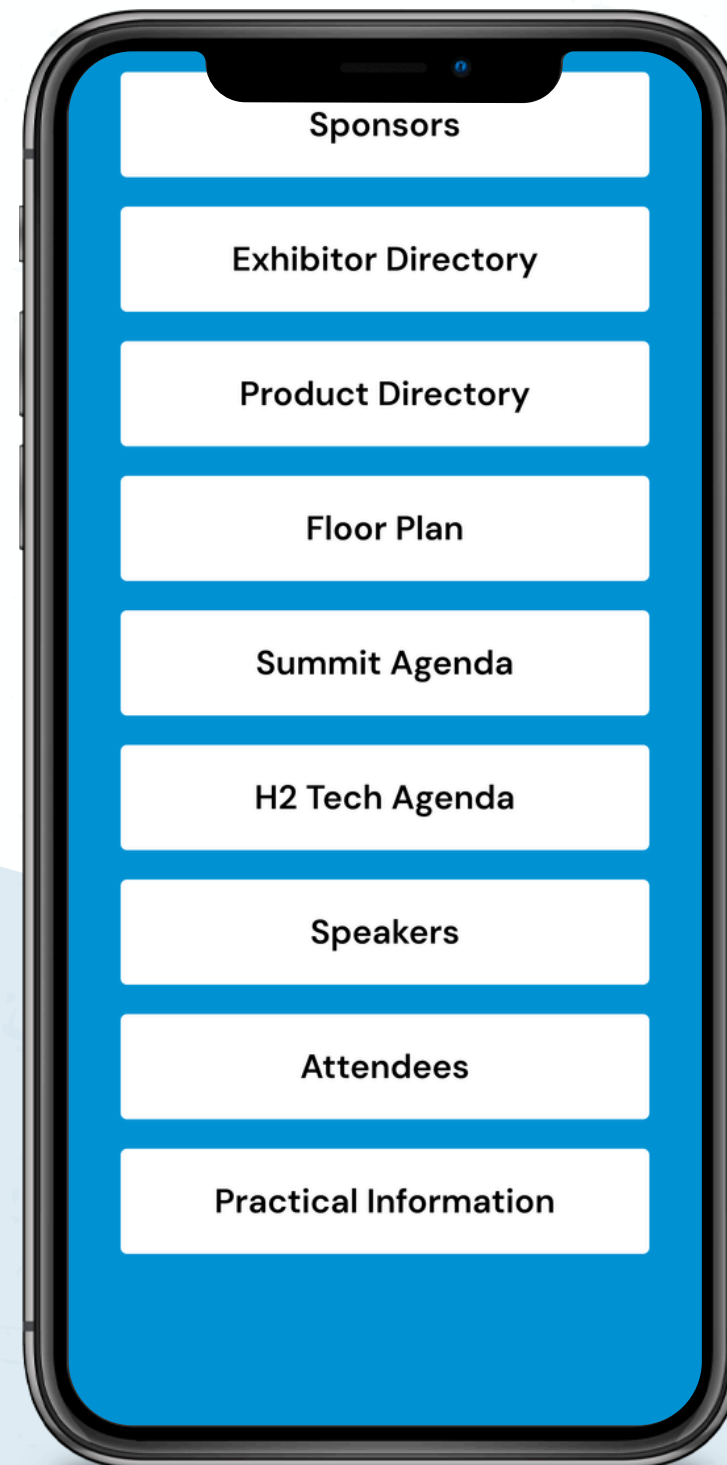 Sponsors
Exhibitor Directory
Product Directory
Floor Plan
Summit Agenda
H2 Tech Agenda
Speakers
Attendees
Practical Information